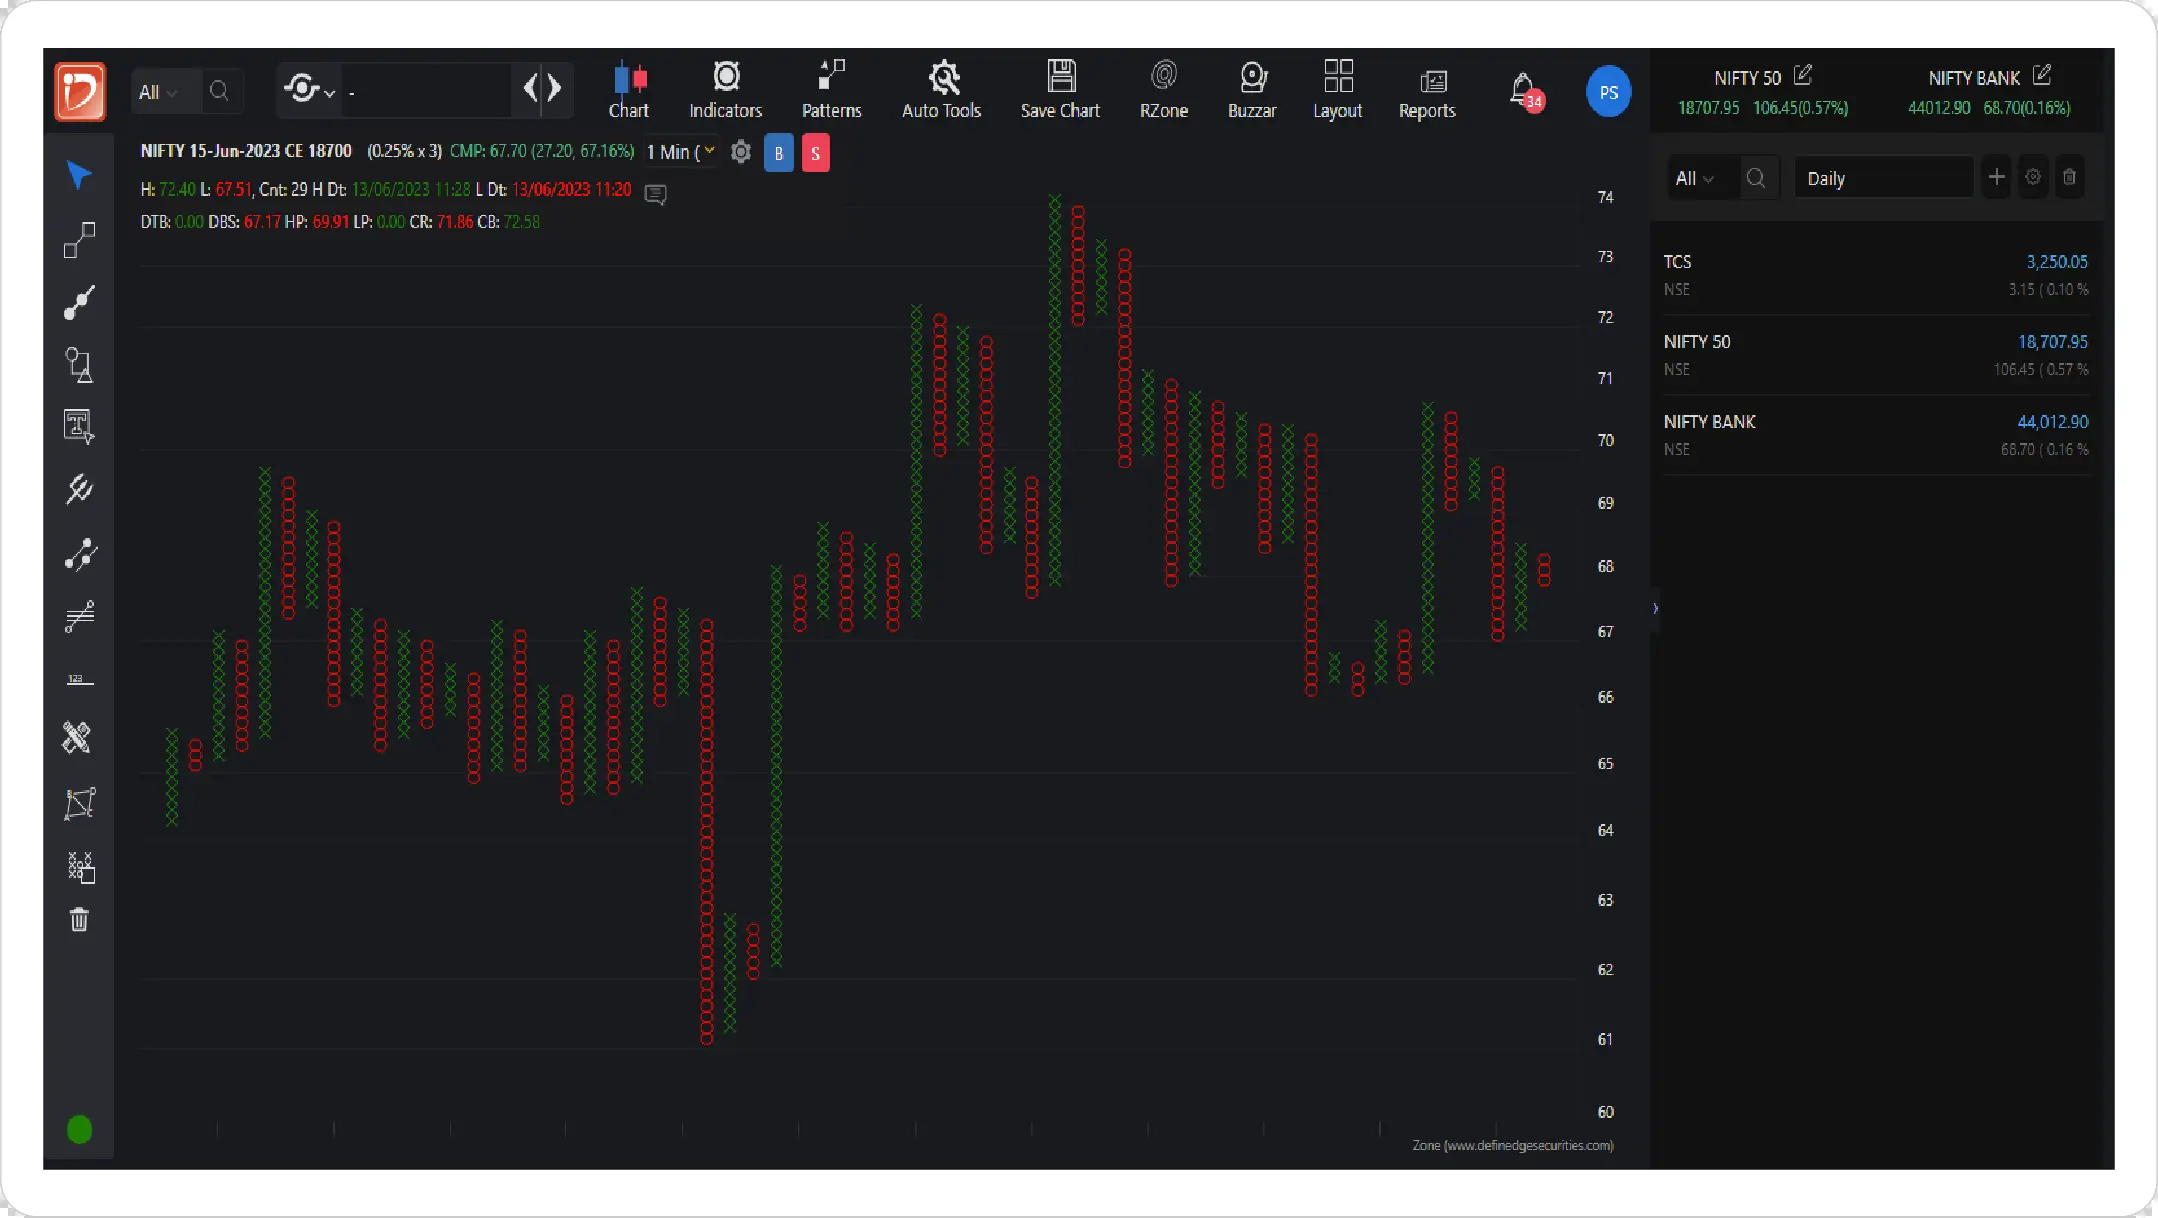 All
-
Chart
Indicators
Patterns
Auto Tools
Save Chart
RZone
Buzzar
Layout
Reports
34
PS
NIFTY 50
18707.95 106.45(0.57%)
NIFTY BANK
44012.90 68.70(0.16%)
NIFTY 15-Jun-2023 CE 18700 (0.25% x 3) CMP: 67.70 (27.20, 67.16%) 1 Min ( B S
H: 72.40 L: 67.51, Cnt: 29 H Dt: 13/06/2023 11:28 L Dt: 13/06/2023 11:20
DTB: 0.00 DBS: 67.17 HP: 69.91 LP: 0.00 CR: 71.86 CB: 72.58
74
73
72
71
70
69
68
67
66
65
64
63
62
61
60
T
123
Zone (www.definedgesecurities.com)
All
Daily
TCS 3,250.05
NSE 3.15 ( 0.10 %
NIFTY 50 18,707.95
NSE 106.45 ( 0.57 %
NIFTY BANK 44,012.90
NSE 68.70 ( 0.16 %